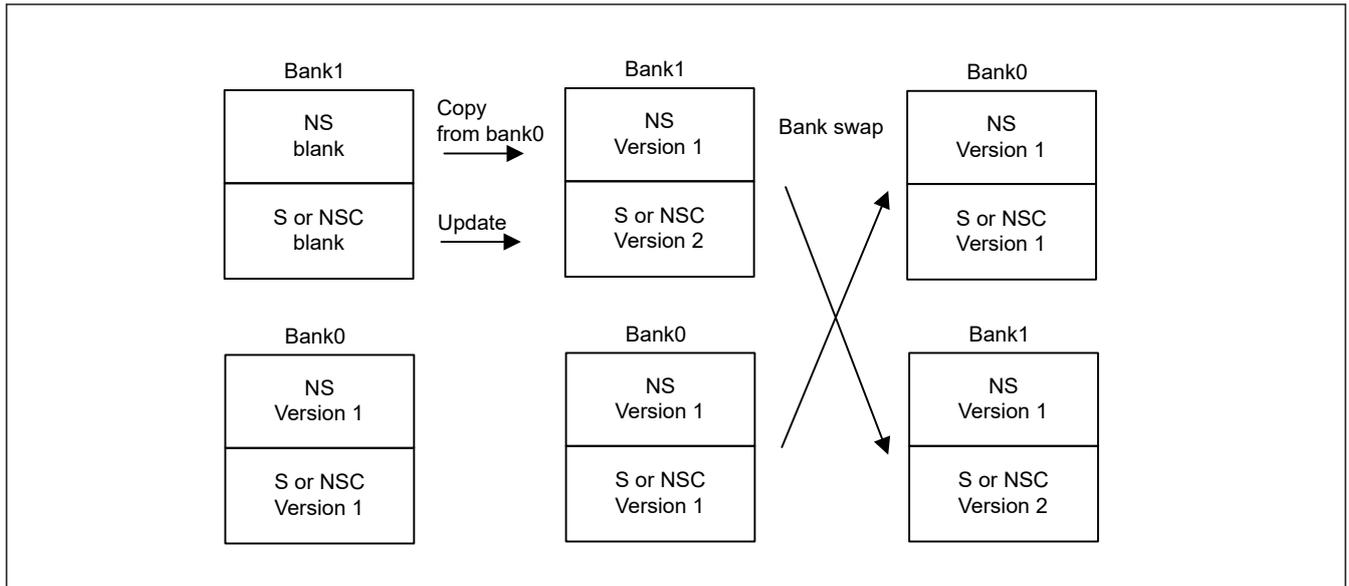 Bank1
NS
blank
S or NSC
blank
Copy
from bank0
Update
Bank1
NS
Version 1
S or NSC
Version 2
Bank swap
Bank0
NS
Version 1
S or NSC
Version 1
Bank0
NS
Version 1
S or NSC
Version 1
Bank0
NS
Version 1
S or NSC
Version 1
Bank1
NS
Version 1
S or NSC
Version 2